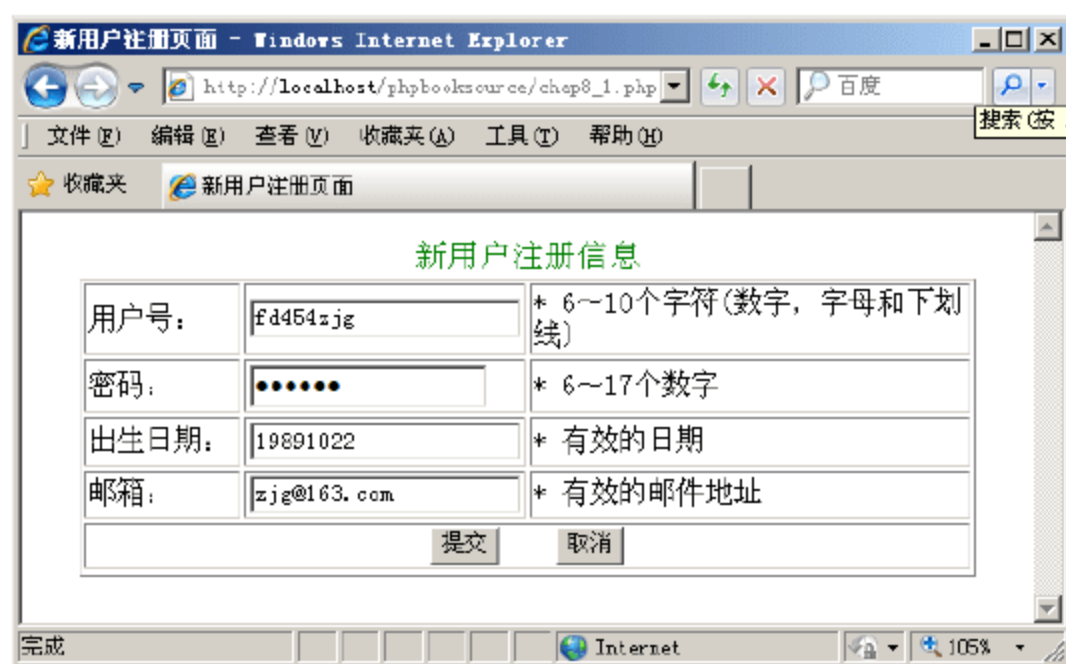 新用户注册页面 - Windows Internet Explorer
http://localhost/phpbooksource/chap8_1.php
百度
文件(F) 编辑(E) 查看(V) 收藏夹(A) 工具(T) 帮助(H)
搜索(按
收藏夹 新用户注册页面
新用户注册信息
用户号: fd454zjg * 6~10个字符(数字, 字母和下划
线)
密码: ●●●●●● * 6~17个数字
出生日期: 19891022 * 有效的日期
邮箱: zjg@163.com * 有效的邮件地址
提交 取消
完成 Internet 105%